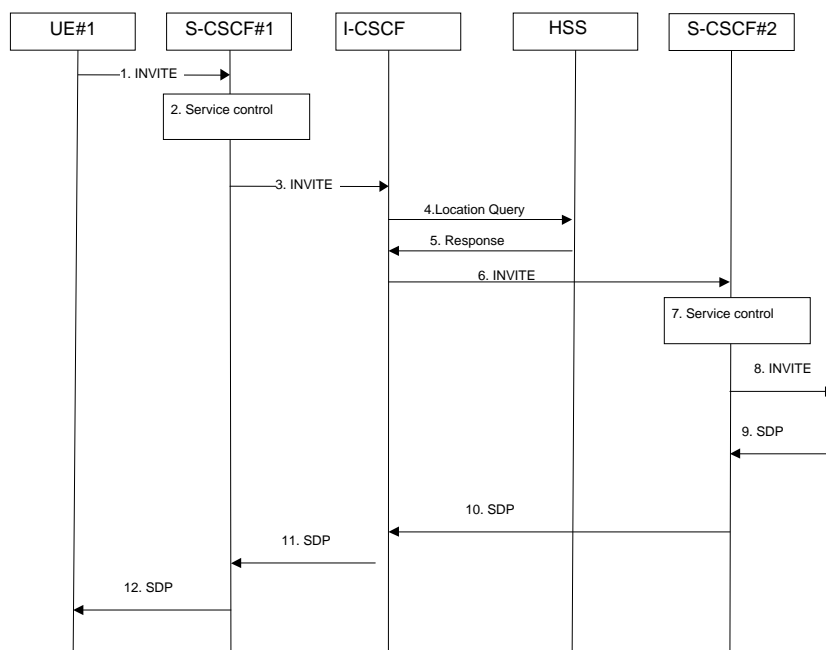 UE#1
S-CSCF#1
I-CSCF
HSS
S-CSCF#2
1. INVITE
2. Service control
3. INVITE
4.Location Query
5. Response
6. INVITE
7. Service control
8. INVITE
9. SDP
10. SDP
11. SDP
12. SDP